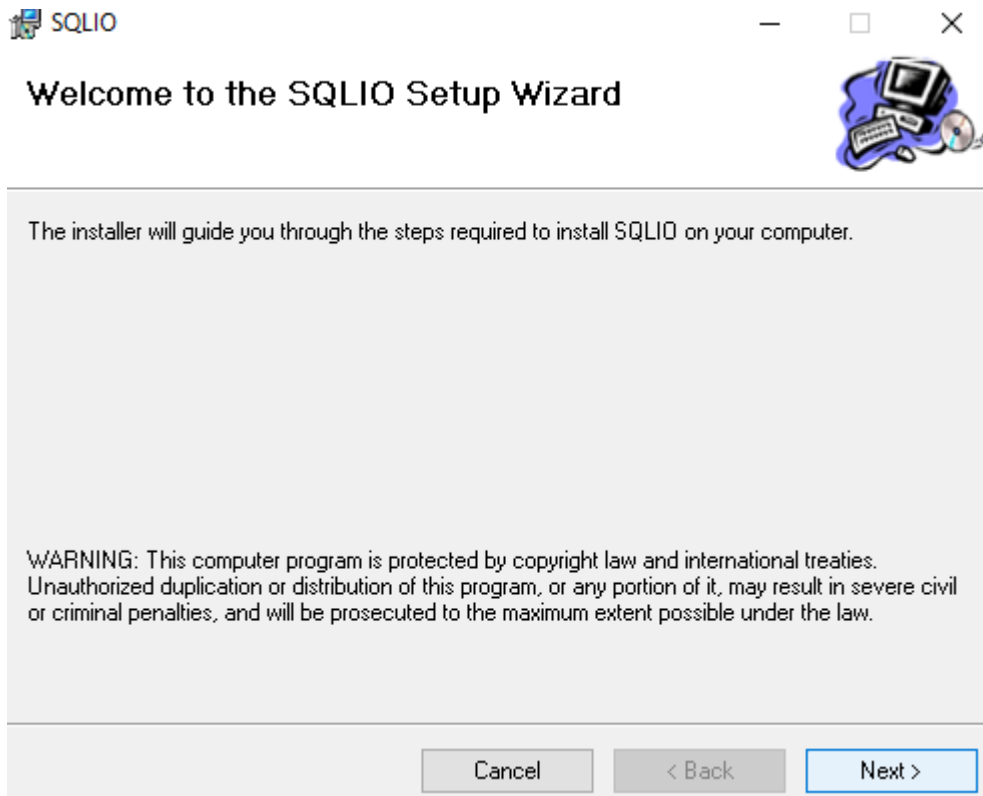 SQLIO
Welcome to the SQLIO Setup Wizard
The installer will guide you through the steps required to install SQLIO on your computer.
WARNING: This computer program is protected by copyright law and international treaties.
Unauthorized duplication or distribution of this program, or any portion of it, may result in severe civil
or criminal penalties, and will be prosecuted to the maximum extent possible under the law.
Cancel
< Back
Next >